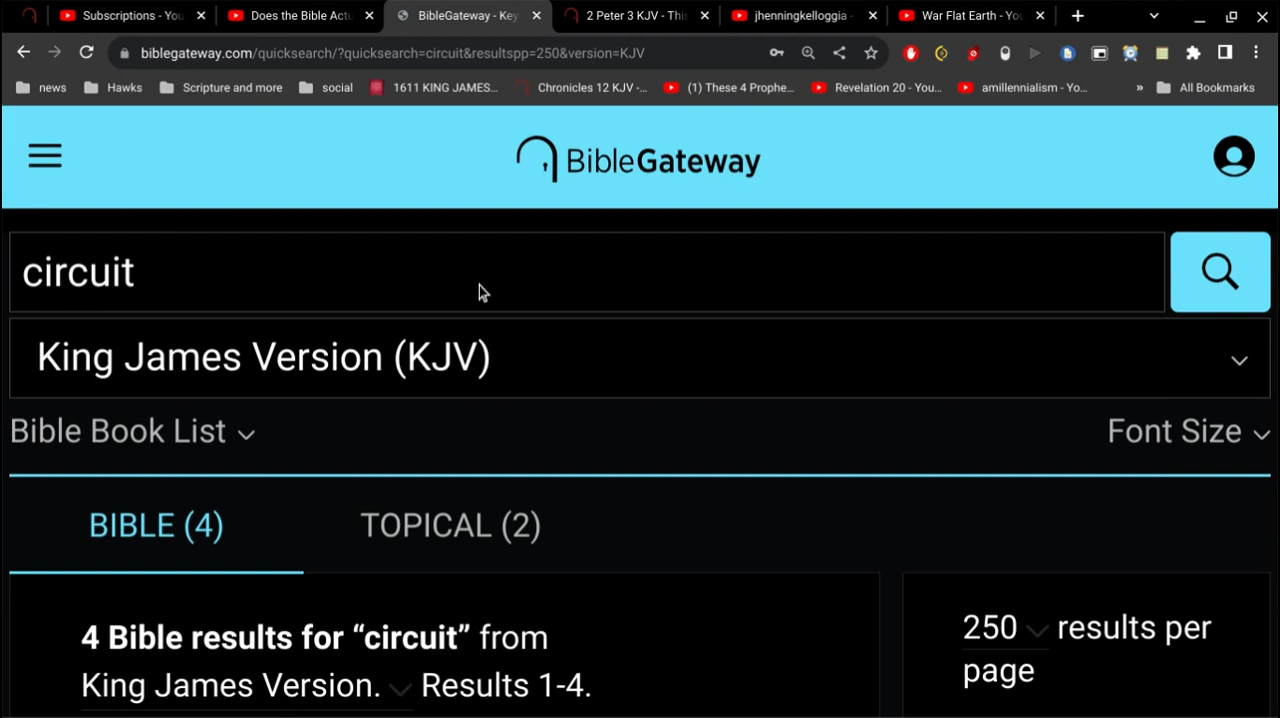 Subscriptions - You
Does the Bible Actu
BibleGateway - Key
2 Peter 3 KJV - This
jhenningkelloggia -
War Flat Earth - You
biblegateway.com/quicksearch/?quicksearch=circuit&resultspp=250&version=KJV
news
Hawks
Scripture and more
social
1611 KING JAMES...
Chronicles 12 KJV -...
(1) These 4 Prophe...
Revelation 20 - You...
amillennialism - Yo...
»
All Bookmarks
BibleGateway
circuit
King James Version (KJV)
Bible Book List
Font Size
BIBLE (4)
TOPICAL (2)
4 Bible results for “circuit” from
King James Version. Results 1-4.
250 results per
page